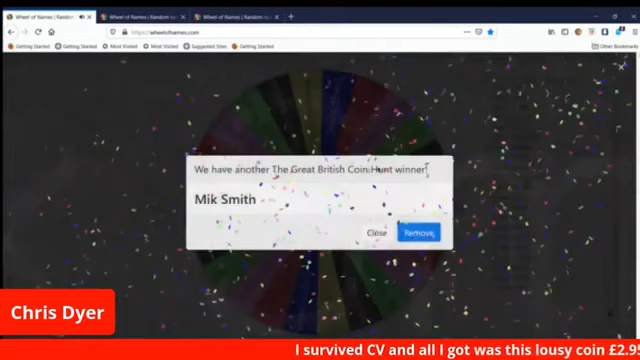 Wheel of Names | Random
Wheel of Names | Random
Wheel of Names | Random
https://wheelofnames.com
Getting Started
Getting Started
Most Visited
Most Visited
Suggested Sites
Getting Started
Other Bookmarks
We have another The Great British Coin Hunt winner!
Mik Smith
Close
Remove
Chris Dyer
I survived CV and all I got was this lousy coin £2.9